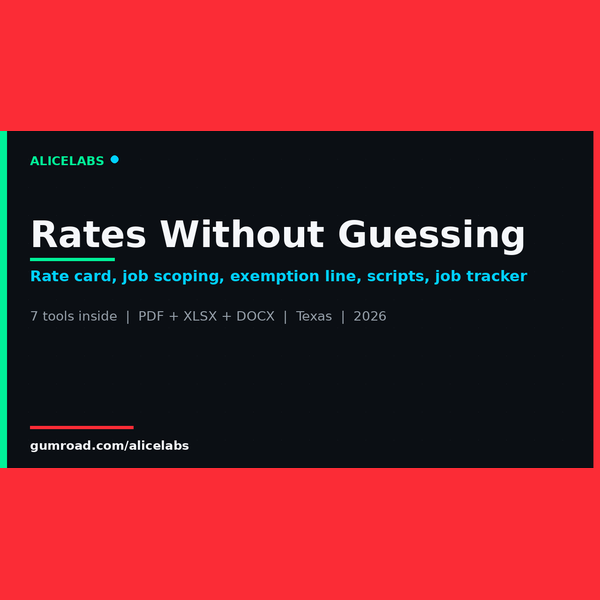 ALICELABS
Rates Without Guessing
Rate card, job scoping, exemption line, scripts, job tracker
7 tools inside | PDF + XLSX + DOCX | Texas | 2026
gumroad.com/alicelabs